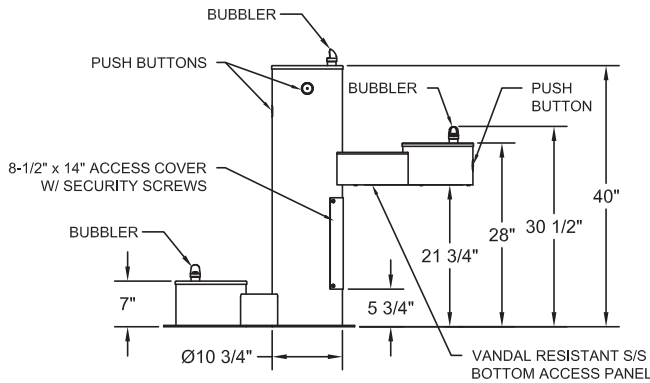 BUBBLER
PUSH BUTTONS
BUBBLER
PUSH
BUTTON
8-1/2" x 14" ACCESS COVER
W/ SECURITY SCREWS
40"
30 1/2"
28"
21 3/4"
BUBBLER
7"
5 3/4"
Ø10 3/4"
VANDAL RESISTANT S/S
BOTTOM ACCESS PANEL